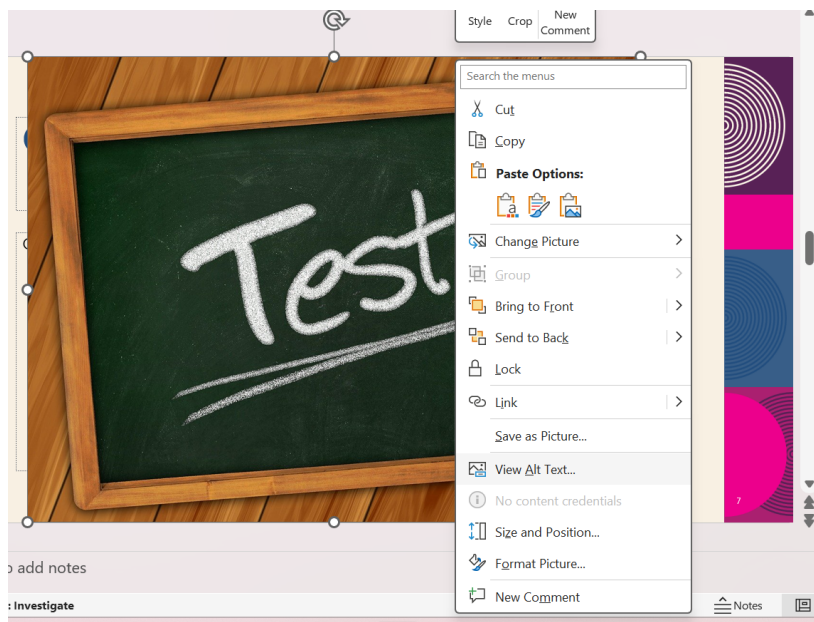 Style Crop New
Comment
Search the menus
Test
Cut
Copy
Paste Options:
a
Change Picture
Group
Bring to Front
Send to Back
Lock
Link
Save as Picture...
View Alt Text...
No content credentials
7
Size and Position...
Format Picture...
add notes
New Comment
: Investigate
Notes